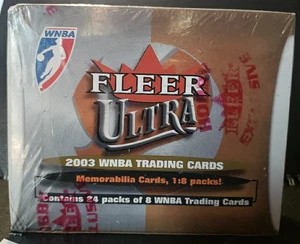 WNBA
FLEER
ULTRA
2003 WNBA TRADING CARDS
Memorabilia Cards, 1:8 packs!
Contains 24 packs of 8 WNBA Trading Cards
FLEER